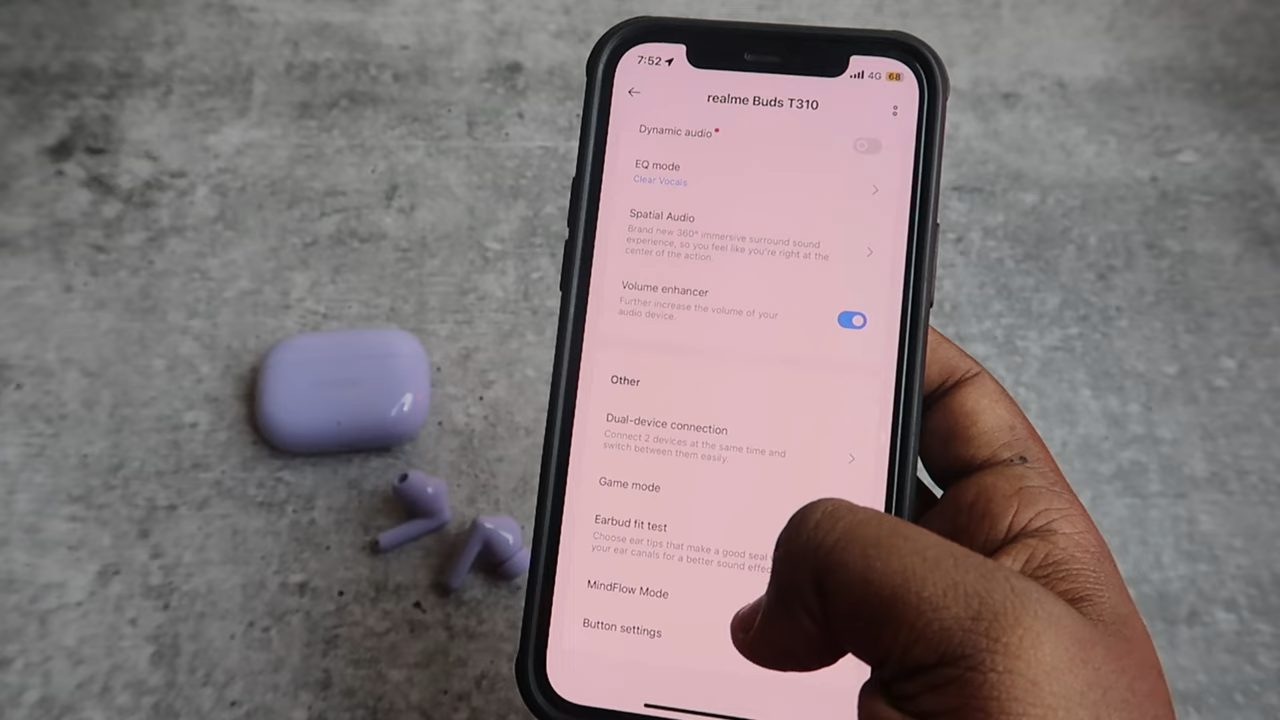 7:52
4G 68
realme Buds T310
Dynamic audio
EQ mode
Clear Vocals
Spatial Audio
Brand new 360° immersive surround sound
experience, so you feel like you're right at the
center of the action.
Volume enhancer
Further increase the volume of your
audio device.
Other
Dual-device connection
Connect 2 devices at the same time and
switch between them easily.
Game mode
Earbud fit test
Choose ear tips that make a good seal
your ear canals for a better sound
MindFlow Mode
Button settings